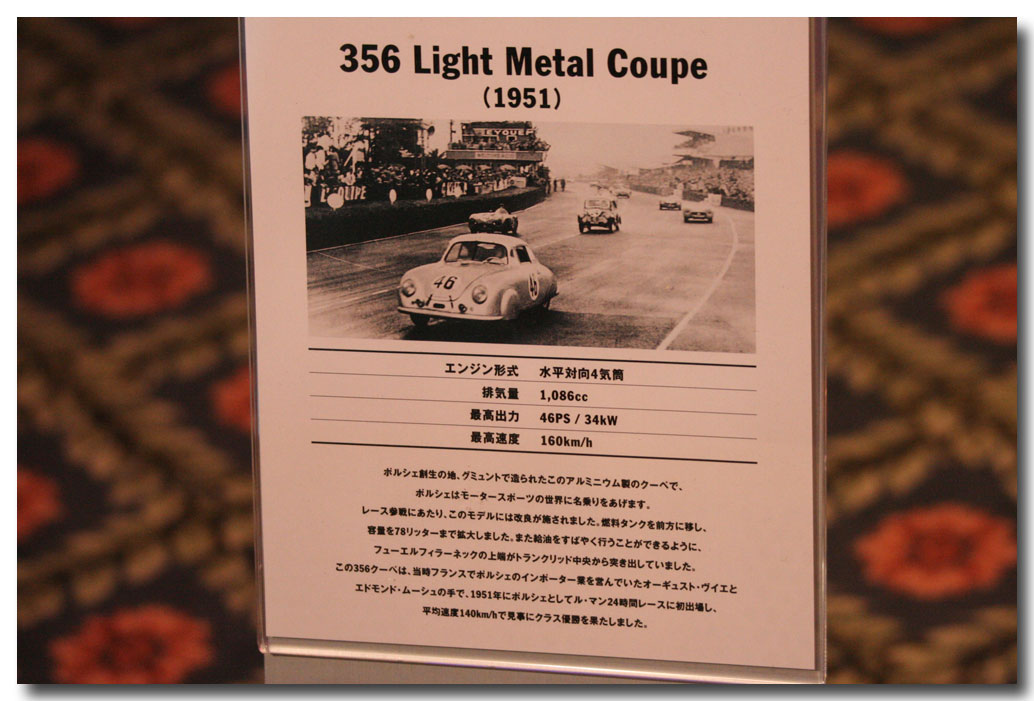 356 Light Metal Coupe
(1951)
46
46
エンジン形式 水平対向4気筒
排気量 1,086cc
最高出力 46PS / 34kW
最高速度 160km/h
ポルシェ創生の地、グミュントで造られたこのアルミニウム製のクーペで、
ポルシェはモータースポーツの世界に名乗りをあげます。
レース参戦にあたり、このモデルには改良が施されました。燃料タンクを前方に移し、
容量を78リッターまで拡大しました。また給油をすばやく行うことができるように、
フューエルフィラーネックの上端がトランクリッド中央から突き出していました。
この356クーペは、当時フランスでポルシェのインポーター業を営んでいたオーギュスト・ヴイエと
エドモンド・ムーシュの手で、1951年にポルシェとしてル・マン24時間レースに初出場し、
平均速度140km/hで見事にクラス優勝を果たしました。